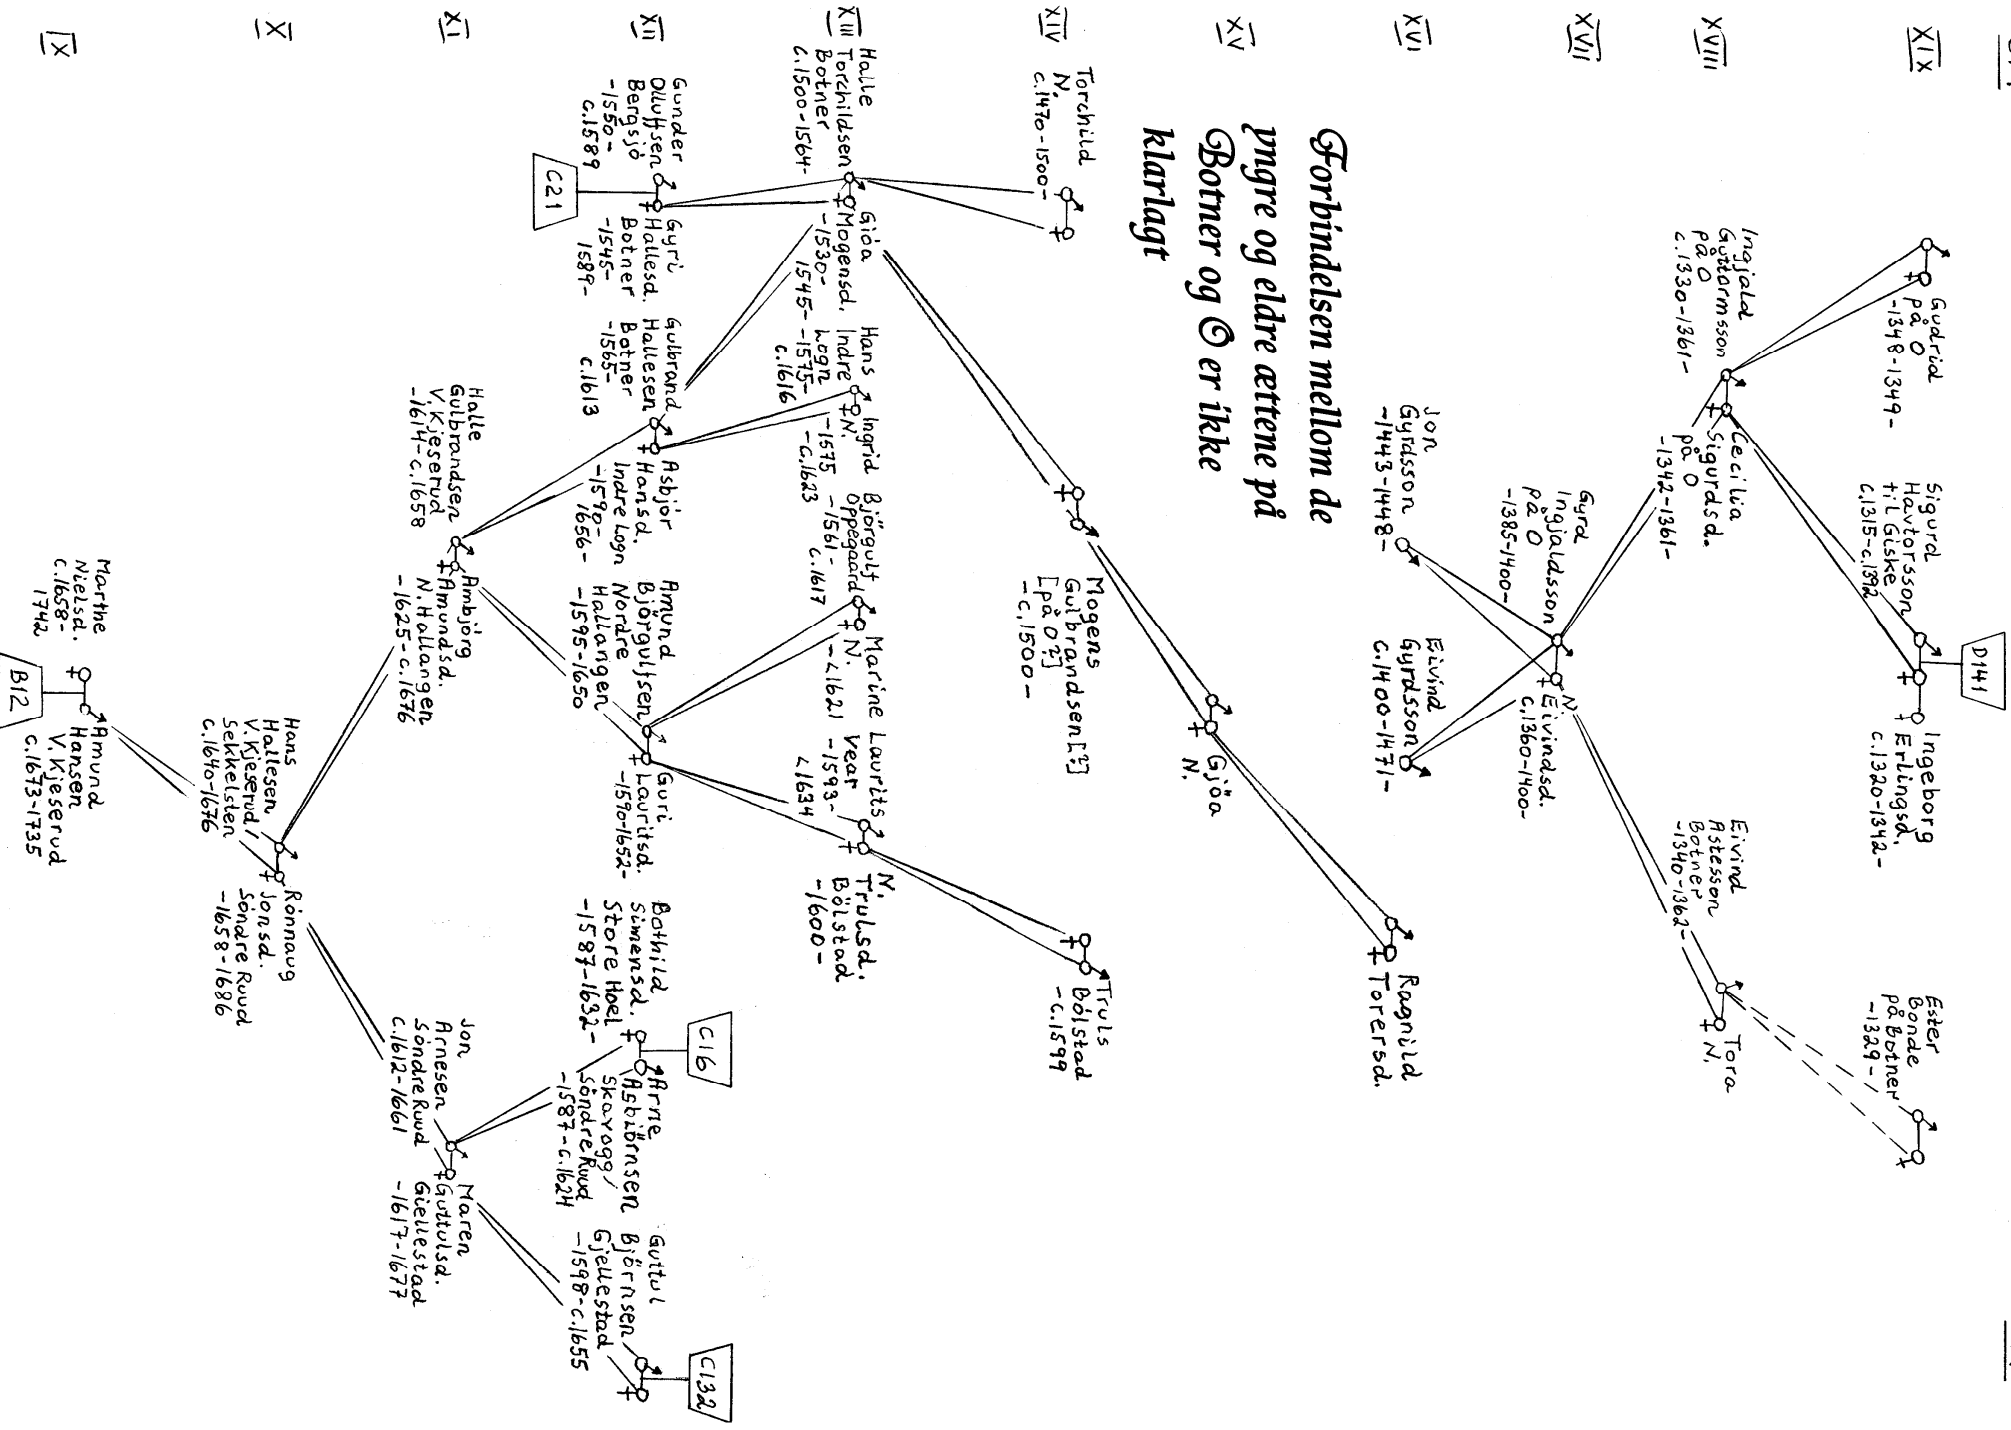 XIX
XVIII
XVII
XVI
XV
XIV
XIII
XII
XI
X
IX
D141
Gudrid
på O
-1348-1349-
Sigurd
Havtorsson
til Giske
c.1315-c.1392
Ingeborg
Erlingsd.
c.1320-1342-
Ester
Bonde
på Botner
-1329-
Ingjald
Guttormsson
på O
c.1330-1361-
Cecilia
Sigurdsd.
på O
-1342-1361-
Eivind
Astesson
Botner
-1340-1362-
Tora
N.
Gyrd
Ingjaldsson
på O
-1385-1400-
N.
Eivindsd.
c.1360-1400-
Jon
Gyrdsson
-1443-1448-
Eivind
Gyrdsson
c.1400-1471-
Ragnild
Torersd.
Forbindelsen mellom de
yngre og eldre ættene på
Botner og O er ikke
klarlagt
Gjöa
N.
Torchild
N.
c.1470-1500-
Mogens
Gulbrandsen[?]
[på O?]
-c.1500-
Truls
Bölstad
-c.1599
Halle
Torchildsen
Botner
c.1500-1564-
Gjöa
Mogensd.
-1530-
1545-
Hans
Indre
Logn
-1575-
c.1616
Ingrid
N.
-1575
-c.1623
Björgulf
Oppegaard
-1561-
c.1617
Marine
N.
-<1621
Laurits
Vear
-1593-
<1634
N.
Trulsd.
Bölstad
-1600-
Gunder
Olluffsen
Bergsjö
-1550-
c.1589
C21
Gyri
Hallesd.
Botner
-1545-
1589-
Gulbrand
Hallesen
Botner
-1565-
c.1613
Asbjör
Hansd.
Indre Logn
-1590-
1656-
Amund
Björgulfsen
Nordre
Hallangen
-1595-1650
Guri
Lauritsd.
-1590-1652-
Bothild
Simensd.
Store Hoel
-1587-1632-
C16
Arne
Asbiörnsen
Skavogg/
Söndre Ruud
-1587-c.1624
Guttul
Björnsen
Gjellestad
-1598-c.1655
C132
Halle
Gulbrandsen
V.Kjeserud
-1614-c.1658
Ambjörg
Amundsd.
N.Hallangen
-1625-c.1676
Jon
Arnesen
Söndre Ruud
c.1612-1661
Maren
Guttulsd.
Giellestad
-1617-1677
Hans
Hallesen
V.Kjeserud/
Sekkelsten
c.1640-1676
Rönnaug
Jonsd.
Söndre Ruud
-1658-1686
Marthe
Nielsd.
c.1658-
1742
Amund
Hansen
V.Kjeserud
c.1673-1735
B12